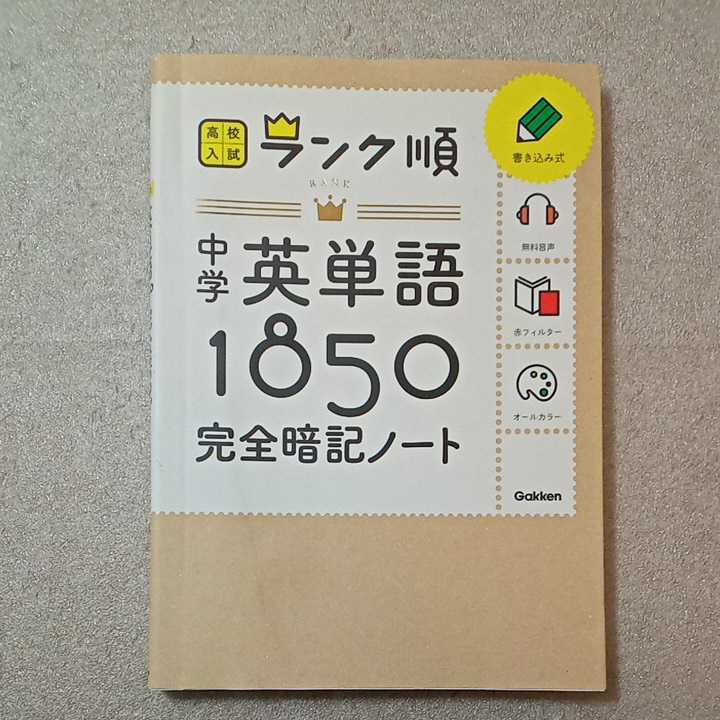 高校
入試
ランク順
RANK
中学
英単語
1850
完全暗記ノート
書き込み式
無料音声
赤フィルター
オールカラー
Gakken